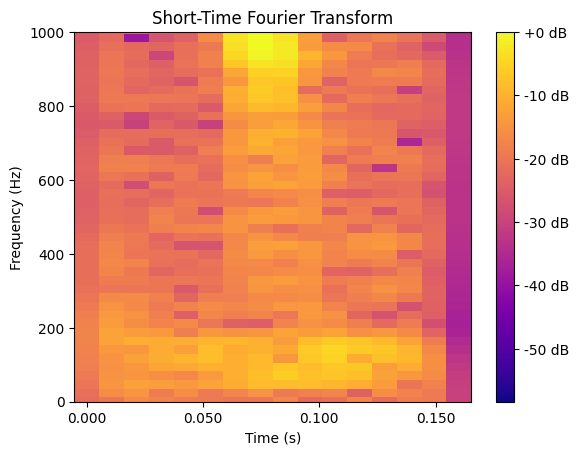 Short-Time Fourier Transform
1000
800
600
400
200
0
Frequency (Hz)
0.000
0.050
0.100
0.150
Time (s)
+0 dB
-10 dB
-20 dB
-30 dB
-40 dB
-50 dB